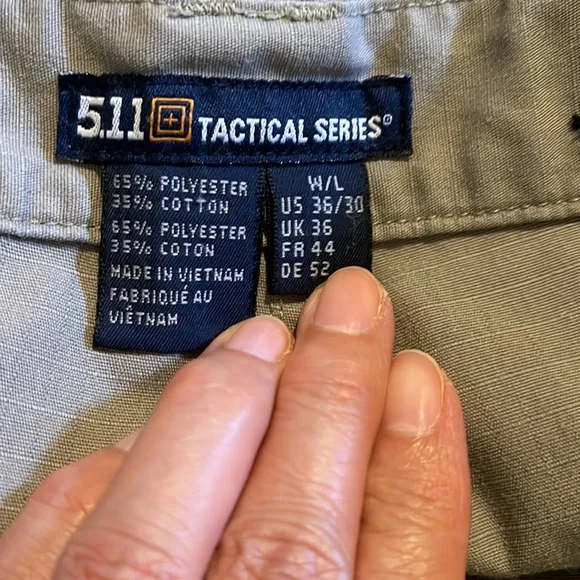 5.11 TACTICAL SERIES®
65% POLYESTER
35% COTTON
65% POLYESTER
35% COTON
MADE IN VIETNAM
FABRIQUÉ AU
VIÊTNAM
W/L
US 36/30
UK 36
FR 44
DE 52